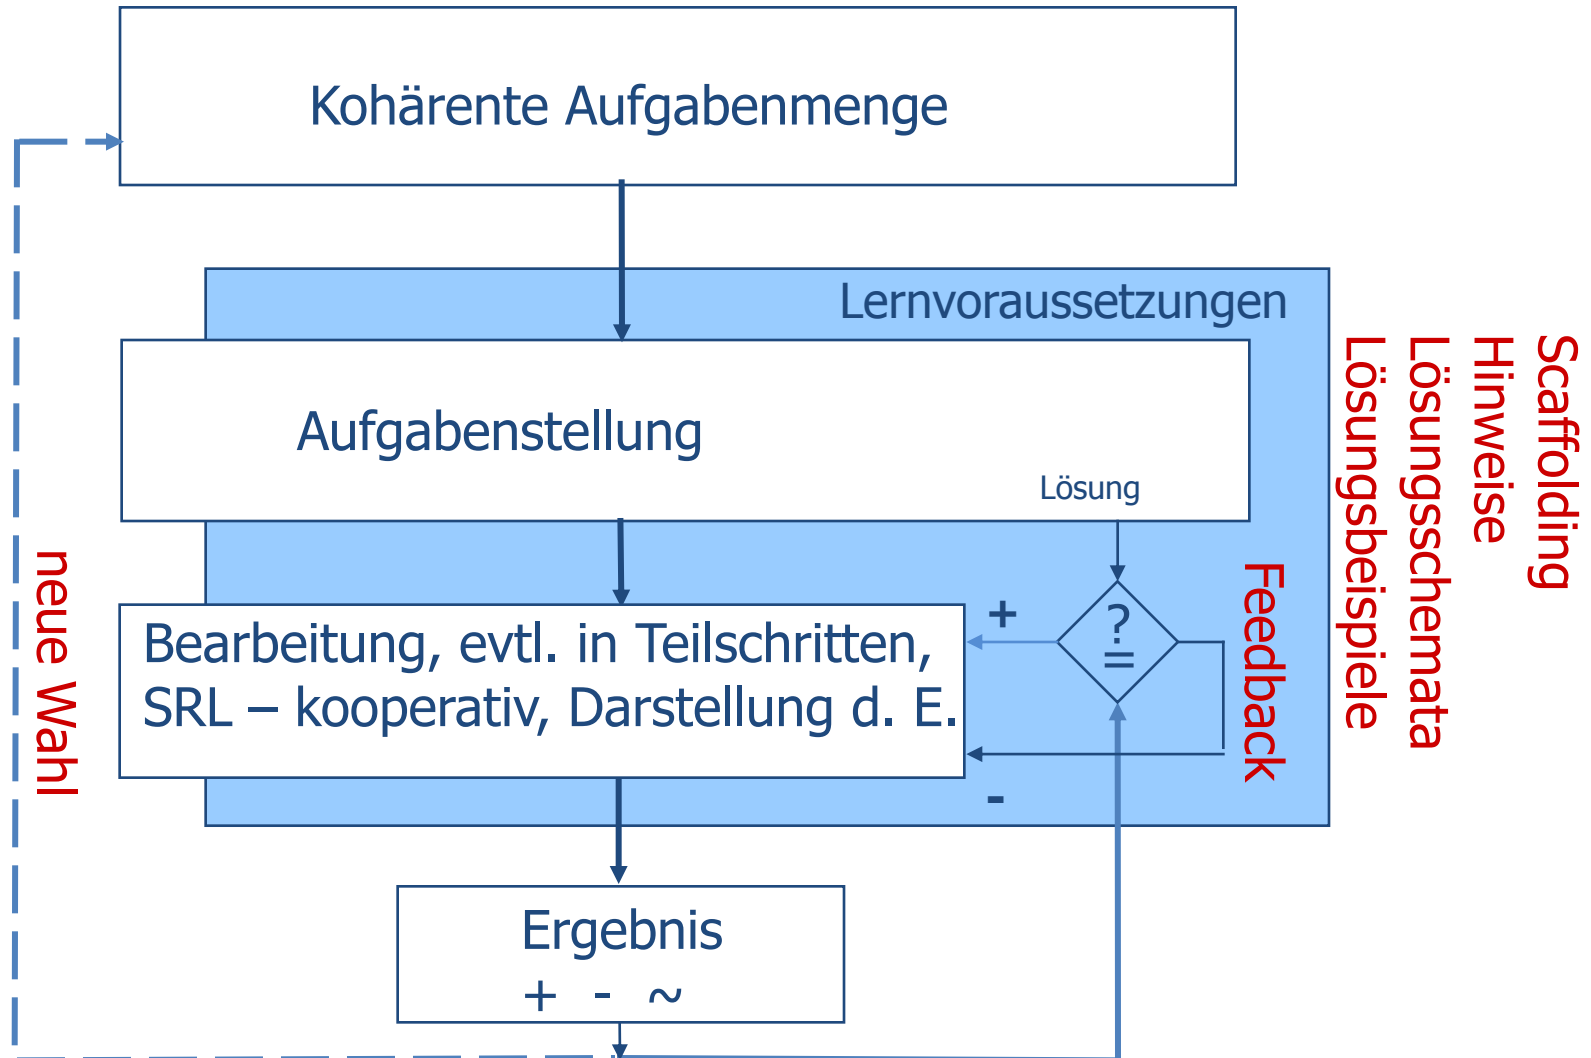 Kohärente Aufgabenmenge
Lernvoraussetzungen
Aufgabenstellung
Lösung
Bearbeitung, evtl. in Teilschritten,
SRL – kooperativ, Darstellung d. E.
+
?
=
-
Feedback
Ergebnis
+ - ~
neue Wahl
Scaffolding
Hinweise
Lösungsschemata
Lösungsbeispiele